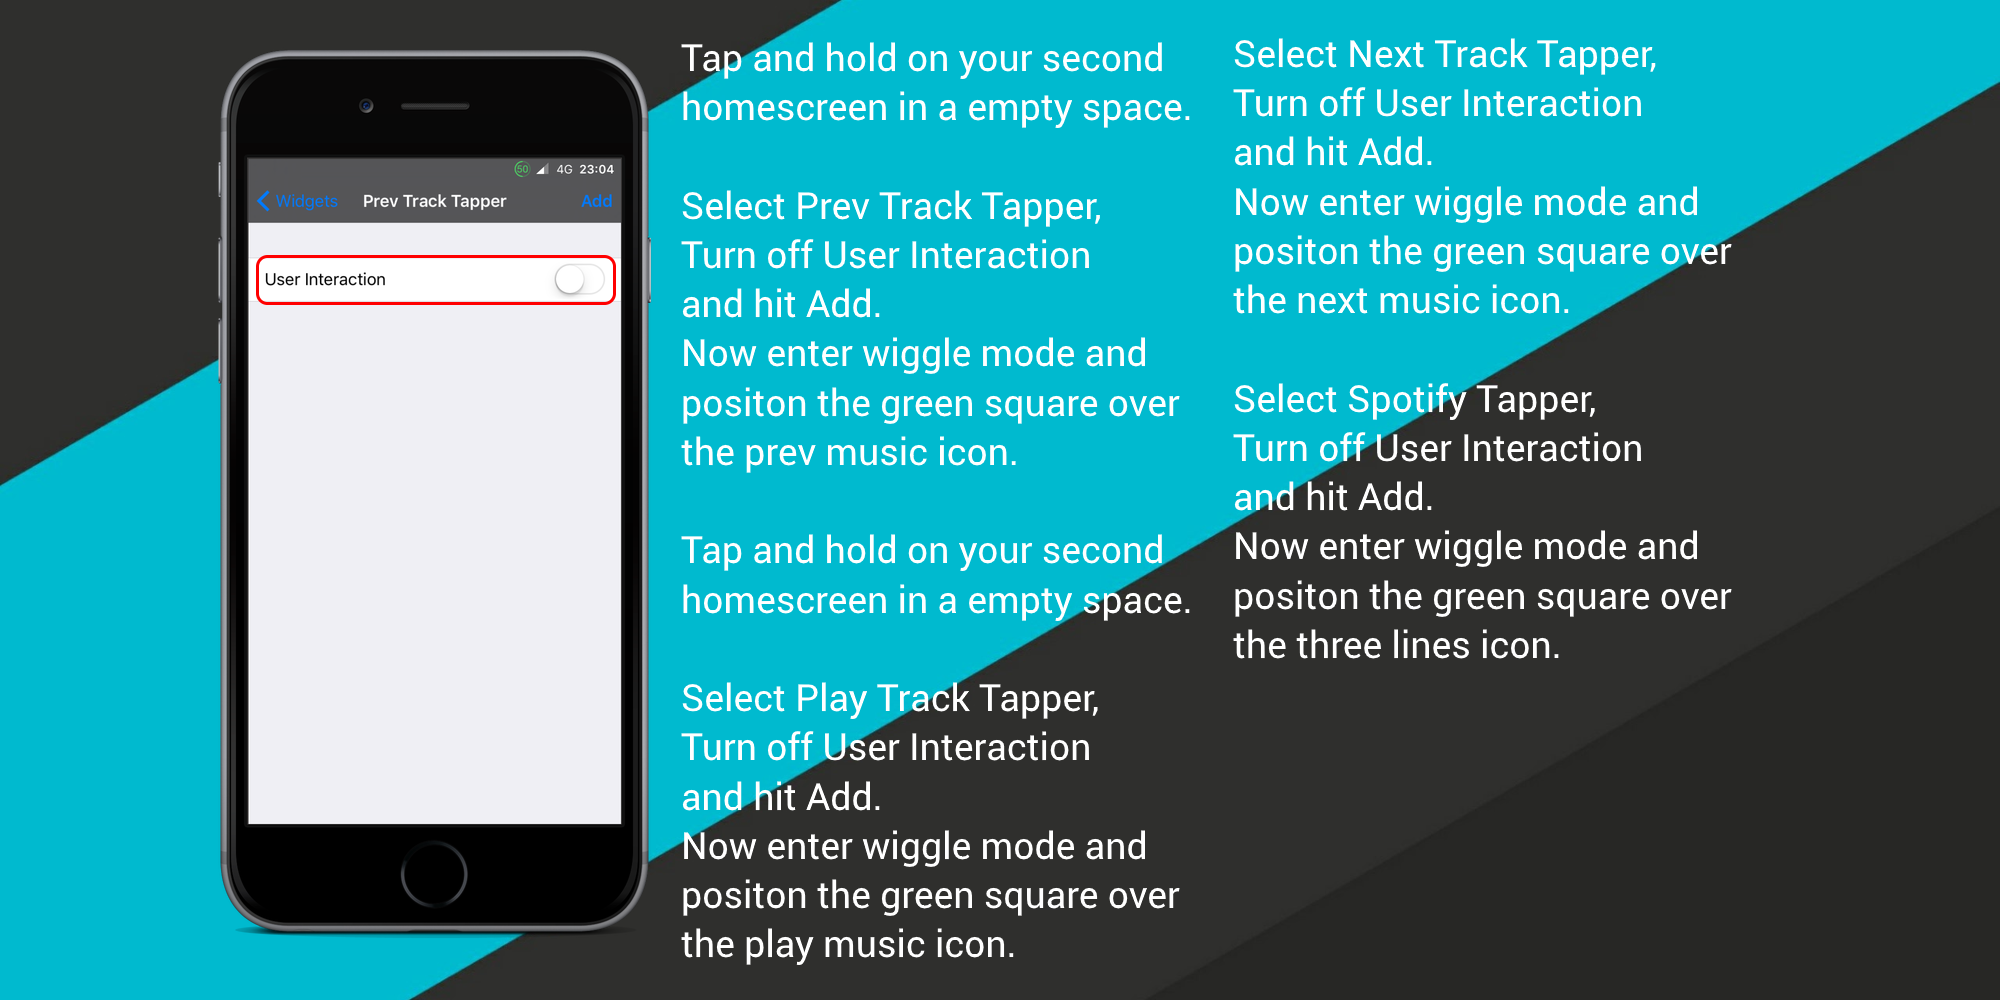 50 4G 23:04
Widgets Prev Track Tapper Add
User Interaction
Tap and hold on your second
homescreen in a empty space.
Select Prev Track Tapper,
Turn off User Interaction
and hit Add.
Now enter wiggle mode and
positon the green square over
the prev music icon.
Tap and hold on your second
homescreen in a empty space.
Select Play Track Tapper,
Turn off User Interaction
and hit Add.
Now enter wiggle mode and
positon the green square over
the play music icon.
Select Next Track Tapper,
Turn off User Interaction
and hit Add.
Now enter wiggle mode and
positon the green square over
the next music icon.
Select Spotify Tapper,
Turn off User Interaction
and hit Add.
Now enter wiggle mode and
positon the green square over
the three lines icon.